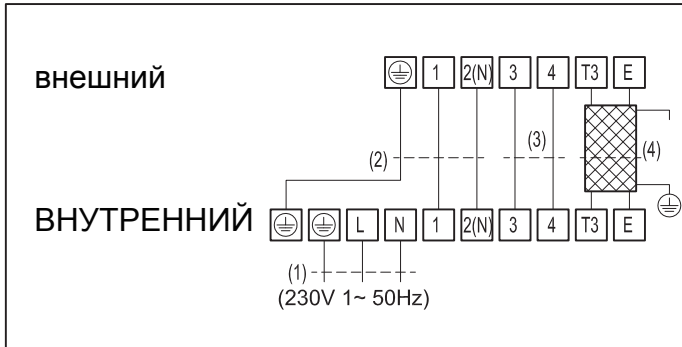 внешний
1 2(N) 3 4 T3 E
(2) (3) (4)
ВНУТРЕННИЙ L N 1 2(N) 3 4 T3 E
(1)
(230V 1~ 50Hz)